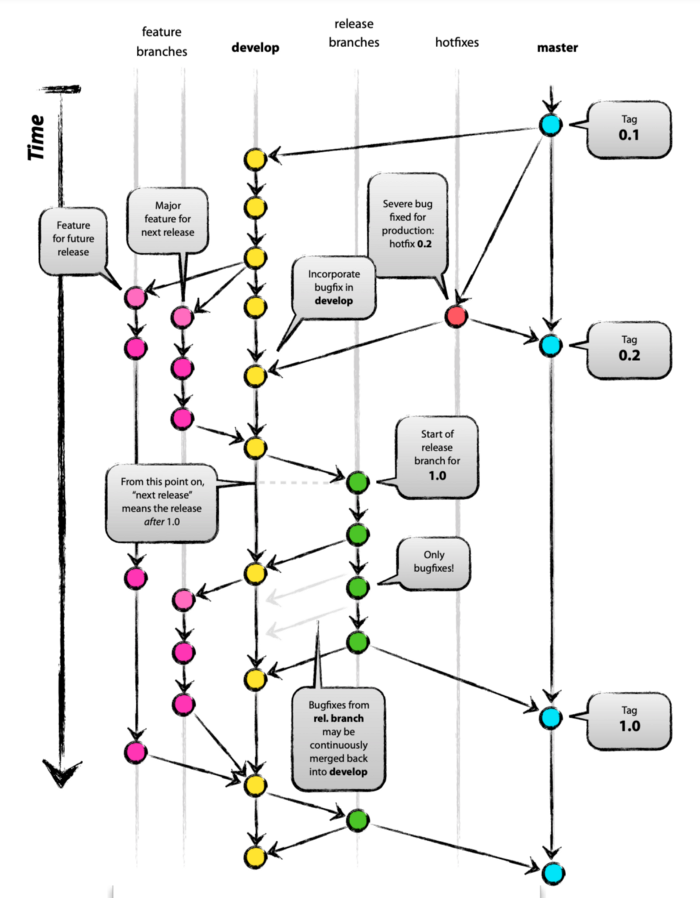 feature
branches
develop
release
branches
hotfixes
master
Time
Tag
0.1
Feature
for future
release
Major
feature for
next release
Severe bug
fixed for
production:
hotfix 0.2
Incorporate
bugfix in
develop
Tag
0.2
Start of
release
branch for
1.0
From this point on,
“next release”
means the release
after 1.0
Only
bugfixes!
Bugfixes from
rel. branch
may be
continuously
merged back
into develop
Tag
1.0